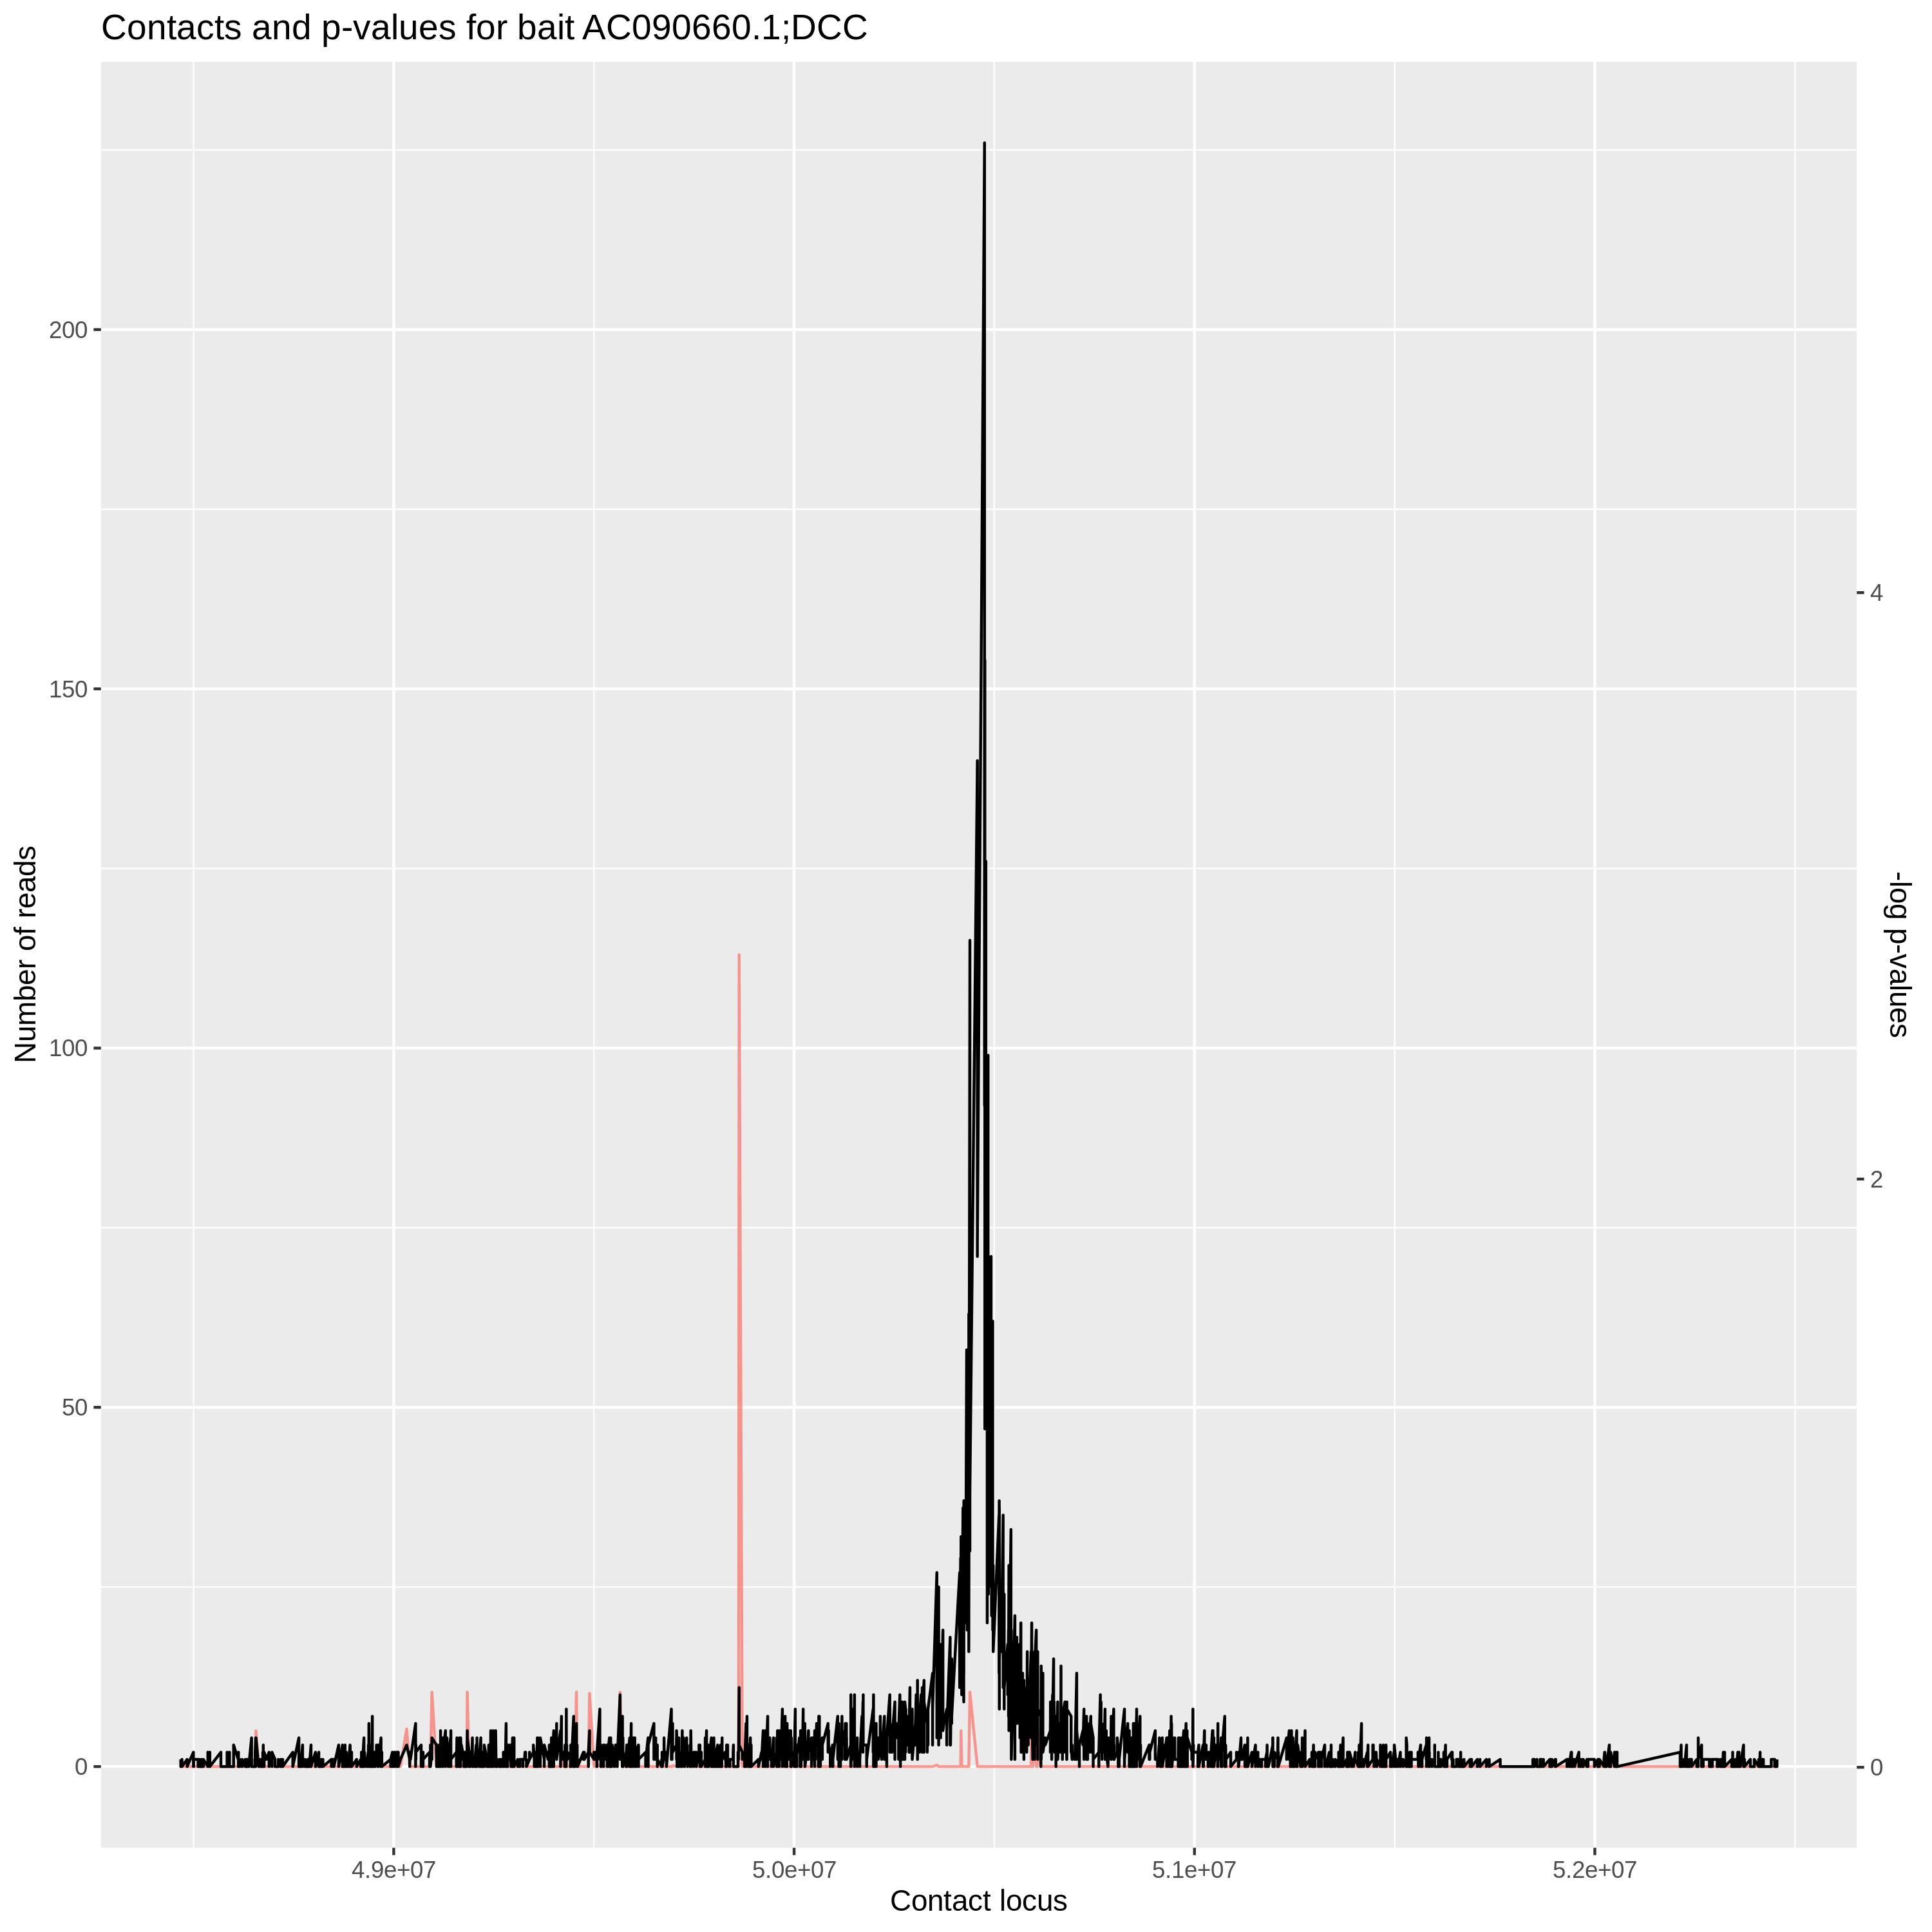 Contacts and p-values for bait AC090660.1;DCC
200
150
100
50
0
Number of reads
4
2
0
-log p-values
4.9e+07
5.0e+07
5.1e+07
5.2e+07
Contact locus